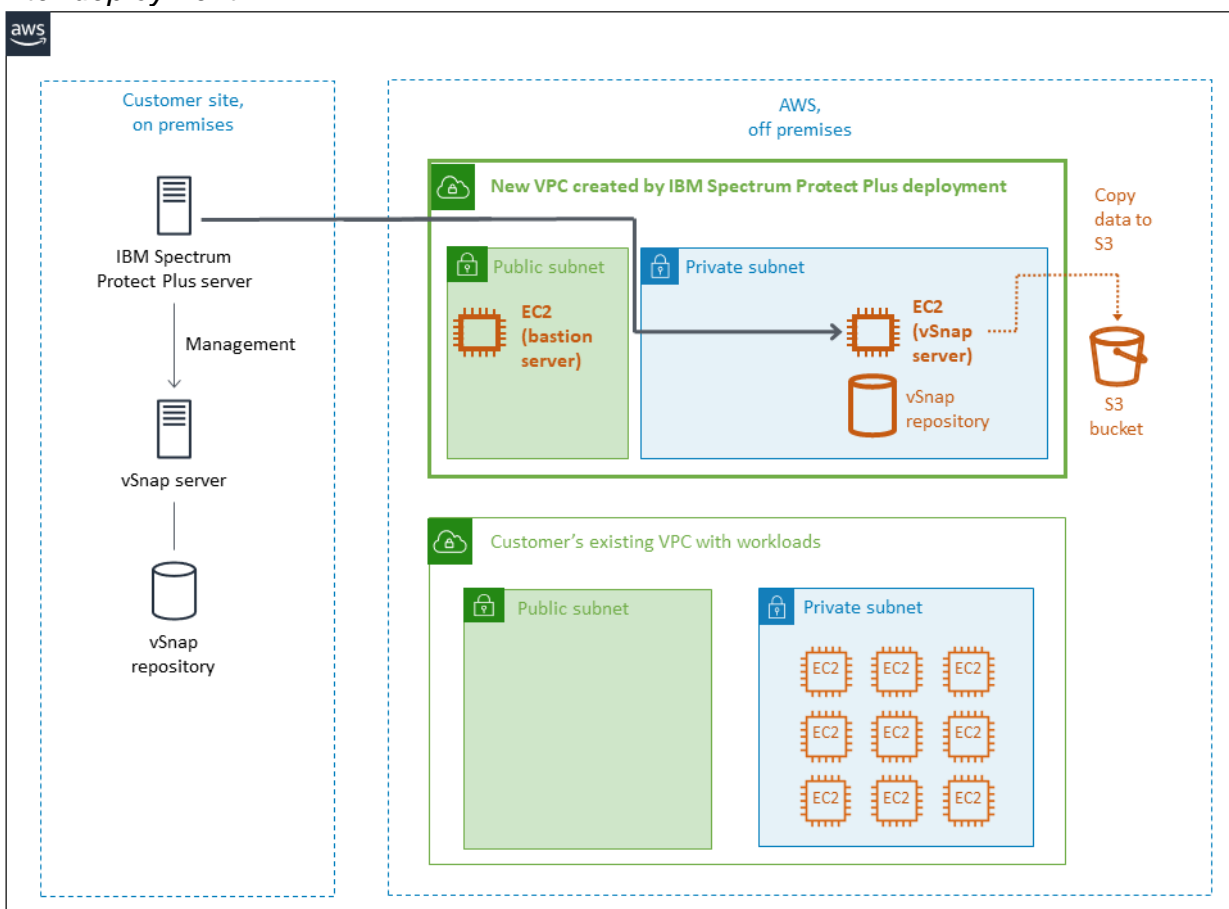 aws
Customer site,
on premises
IBM Spectrum
Protect Plus server
Management
vSnap server
vSnap
repository
AWS,
off premises
New VPC created by IBM Spectrum Protect Plus deployment
Public subnet
EC2
(bastion
server)
Private subnet
EC2
(vSnap
server)
vSnap
repository
Copy
data to
S3
S3
bucket
Customer’s existing VPC with workloads
Public subnet
Private subnet
EC2
EC2
EC2
EC2
EC2
EC2
EC2
EC2
EC2